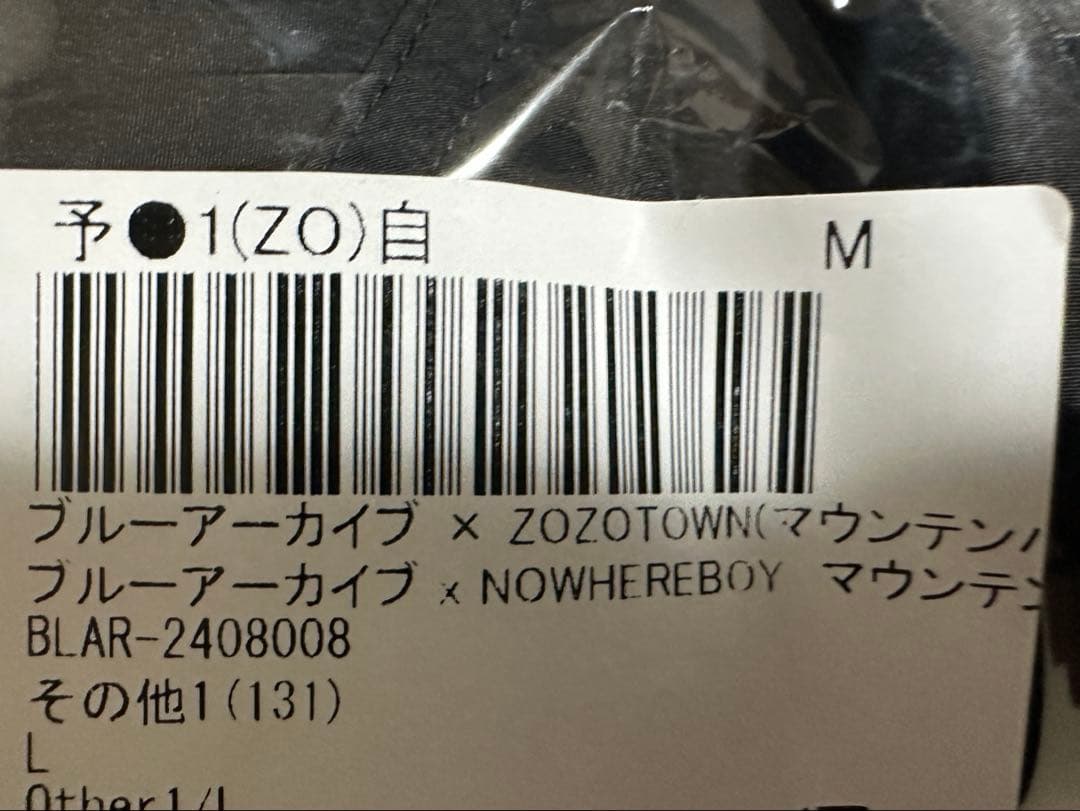 予●1(ZO)自 M
ブルーアーカイブ × ZOZOTOWN(マウンテン
ブルーアーカイブ x NOWHEREBOY マウンテン
BLAR-2408008
その他1(131)
L
Other1/L